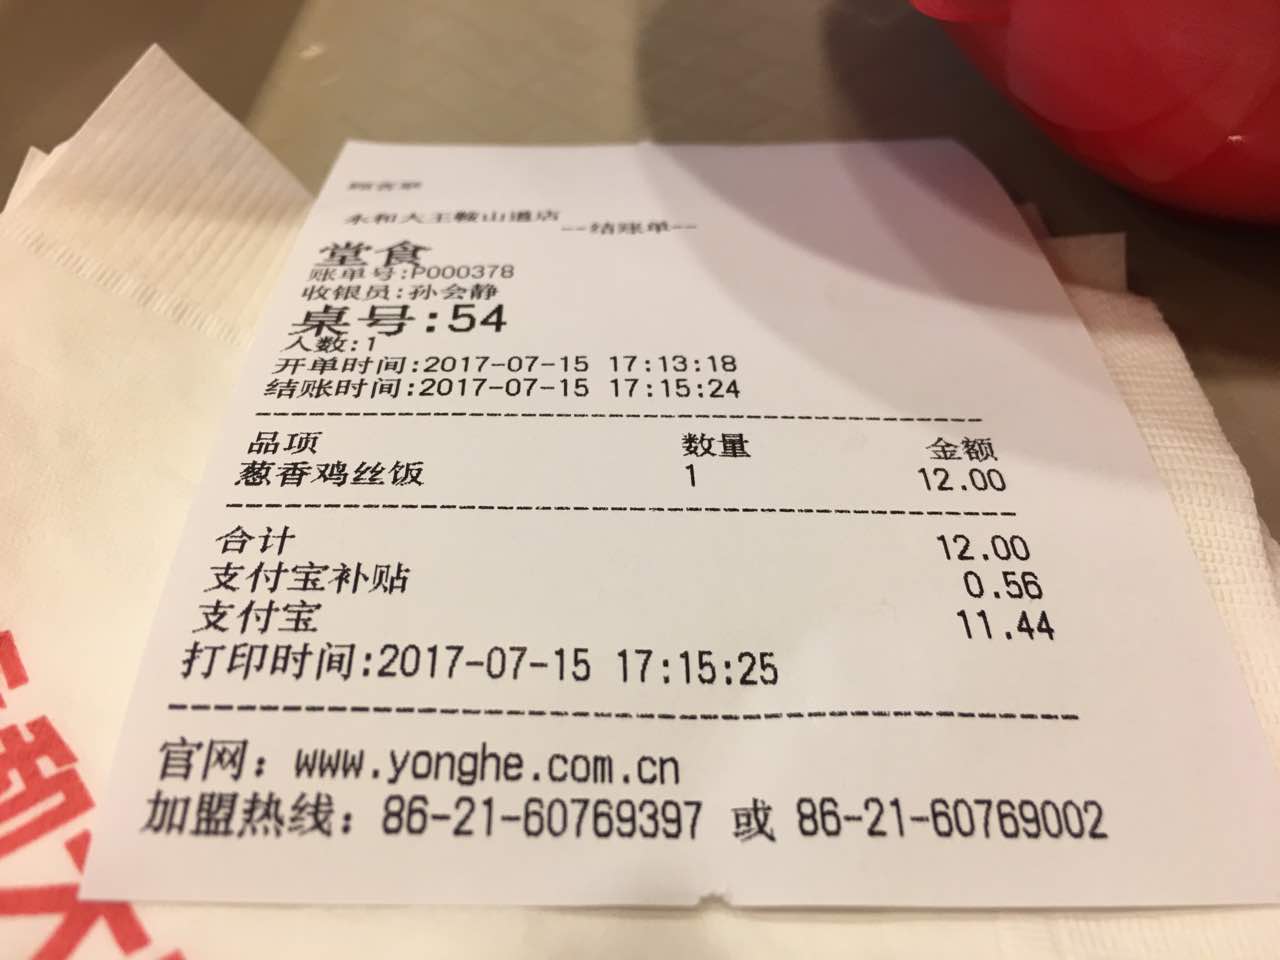 顾客联
永和大王鞍山道店
--结账单--
堂食
账单号:P000378
收银员:孙会静
桌号:54
人数:1
开单时间:2017-07-15 17:13:18
结账时间:2017-07-15 17:15:24
品项 数量 金额
葱香鸡丝饭 1 12.00
合计 12.00
支付宝补贴 0.56
支付宝 11.44
打印时间:2017-07-15 17:15:25
官网：www.yonghe.com.cn
加盟热线：86-21-60769397 或 86-21-60769002